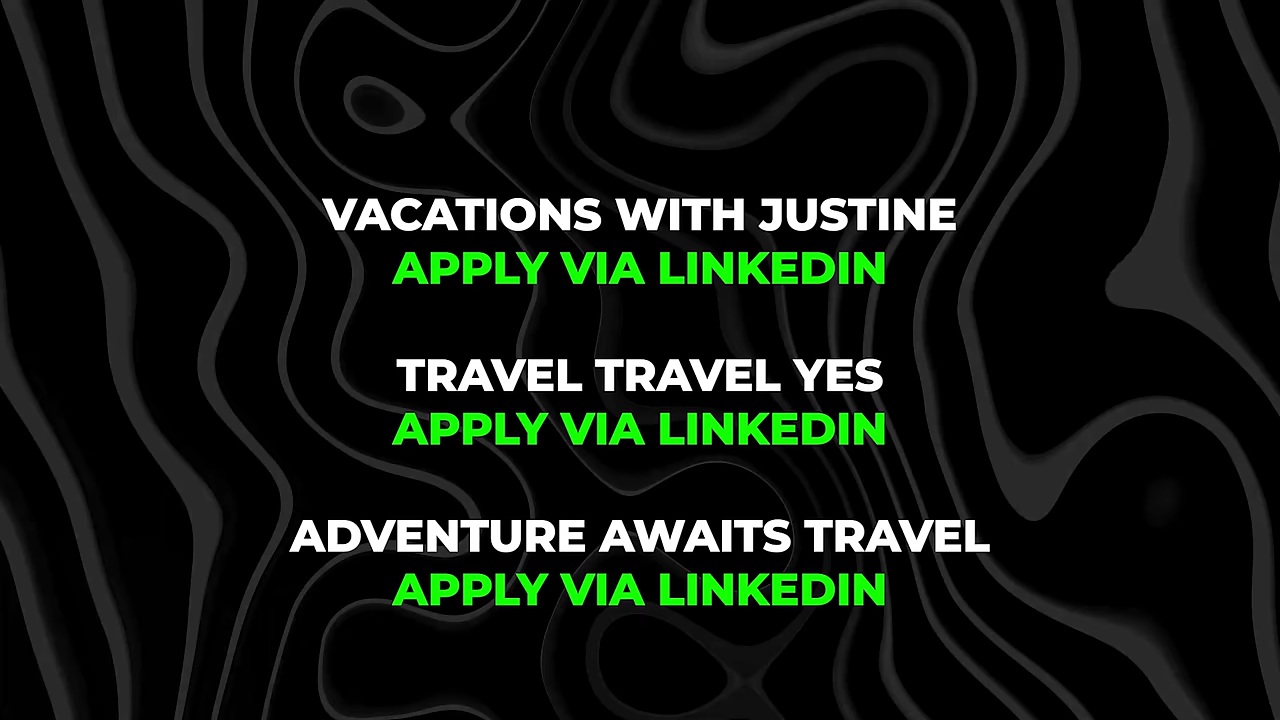 VACATIONS WITH JUSTINE
APPLY VIA LINKEDIN
TRAVEL TRAVEL YES
APPLY VIA LINKEDIN
ADVENTURE AWAITS TRAVEL
APPLY VIA LINKEDIN